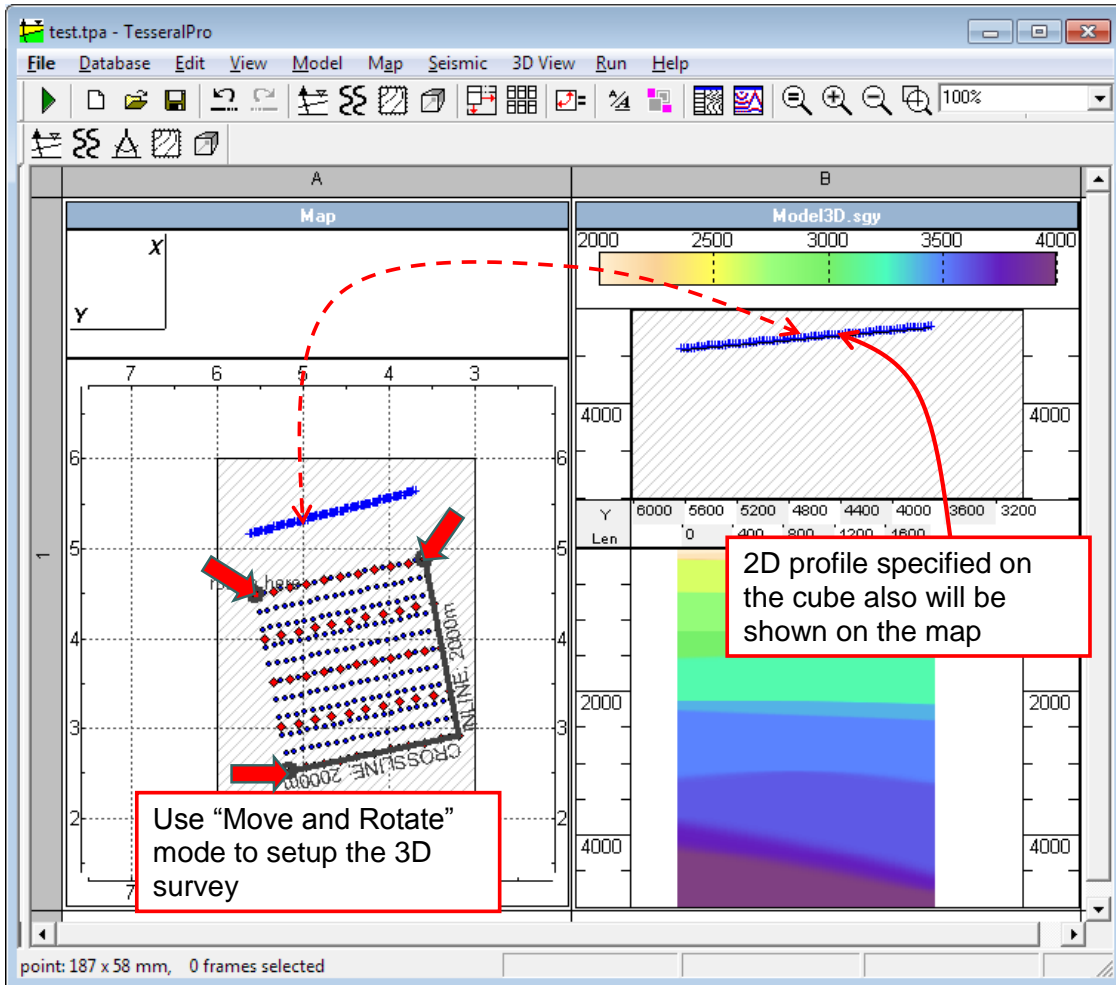 test.tpa - TesseralPro
File Database Edit View Model Map Seismic 3D View Run Help
100%
A B
Map
X
Y
7 6 5 4 3
6 6
5 5
4 4
3 3
2 2
7
1
INLINE: 2000m
CROSSLINE: 2000m
Use “Move and Rotate”
mode to setup the 3D
survey
Model3D.sgy
2000 2500 3000 3500 4000
4000 4000
Y 6000 5600 5200 4800 4400 4000 3600 3200
Len 0 400 800 1200 1600
2D profile specified on
the cube also will be
shown on the map
2000 2000
4000 4000
point: 187 x 58 mm, 0 frames selected